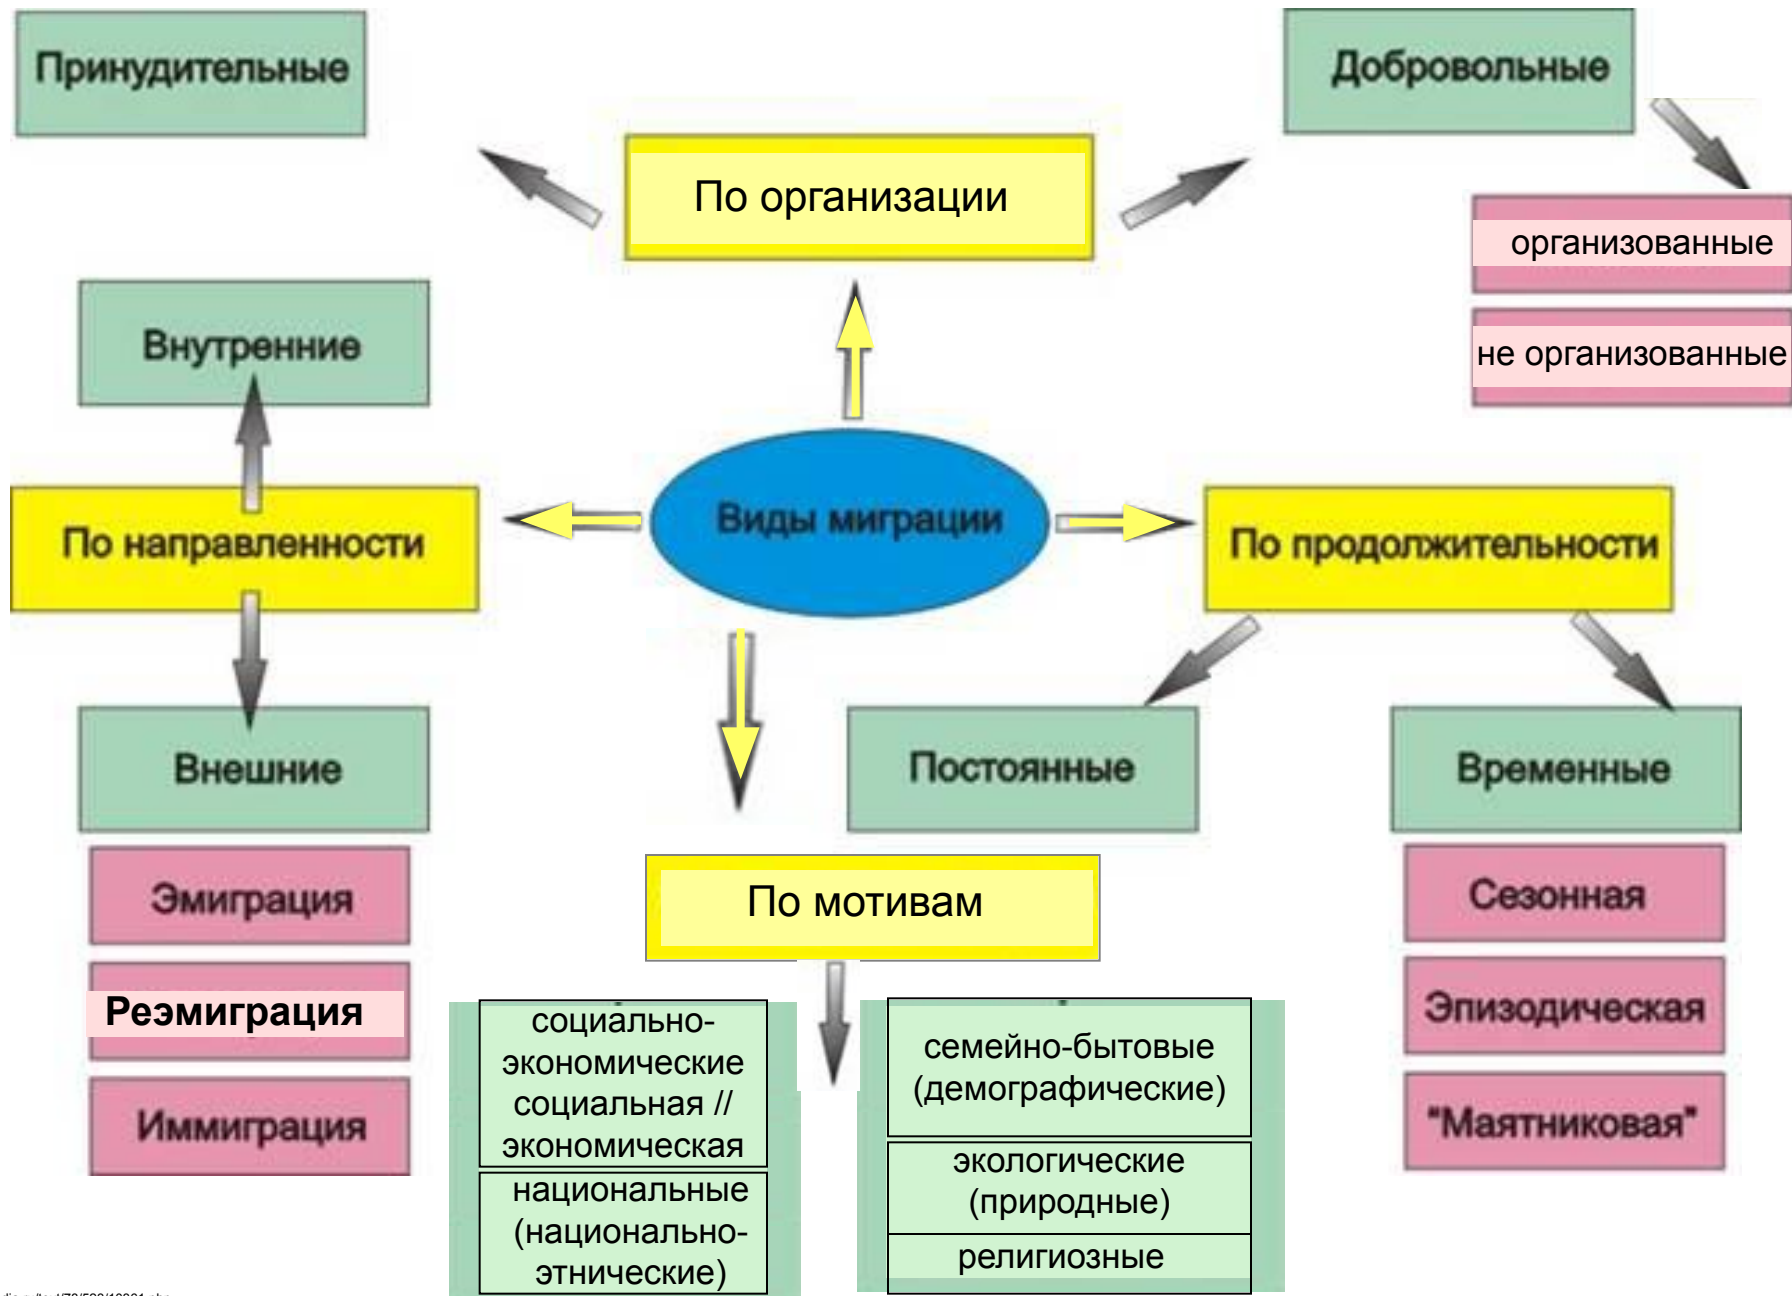 Принудительные
Добровольные
По организации
организованные
не организованные
Внутренние
По направленности
Виды миграции
По продолжительности
Внешние
Постоянные
Временные
Эмиграция
Реэмиграция
Иммиграция
По мотивам
социально-
экономические
социальная //
экономическая
национальные
(национально-
этнические)
семейно-бытовые
(демографические)
экологические
(природные)
религиозные
Сезонная
Эпизодическая
"Маятниковая"